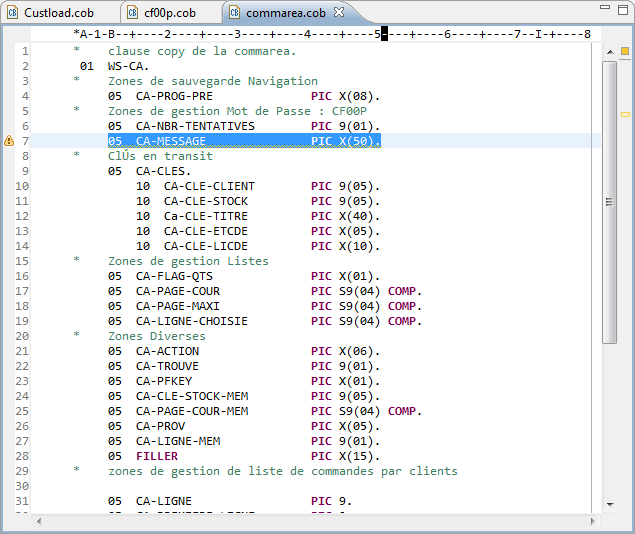 Custload.cob cf00p.cob commarea.cob
*A-1-B--+----2----+----3----+----4----+----5----+----6----+----7--I-+----8
1 * clause copy de la commarea.
2 01 WS-CA.
3 * Zones de sauvegarde Navigation
4 05 CA-PROG-PRE PIC X(08).
5 * Zones de gestion Mot de Passe : CF00P
6 05 CA-NBR-TENTATIVES PIC 9(01).
7 05 CA-MESSAGE PIC X(50).
8 * ClÚs en transit
9 05 CA-CLES.
10 10 CA-CLE-CLIENT PIC 9(05).
11 10 CA-CLE-STOCK PIC 9(05).
12 10 Ca-CLE-TITRE PIC X(40).
13 10 CA-CLE-ETCDE PIC X(05).
14 10 CA-CLE-LICDE PIC X(10).
15 * Zones de gestion Listes
16 05 CA-FLAG-QTS PIC X(01).
17 05 CA-PAGE-COUR PIC S9(04) COMP.
18 05 CA-PAGE-MAXI PIC S9(04) COMP.
19 05 CA-LIGNE-CHOISIE PIC S9(04) COMP.
20 * Zones Diverses
21 05 CA-ACTION PIC X(06).
22 05 CA-TROUVE PIC 9(01).
23 05 CA-PFKEY PIC X(01).
24 05 CA-CLE-STOCK-MEM PIC 9(05).
25 05 CA-PAGE-COUR-MEM PIC S9(04) COMP.
26 05 CA-PROV PIC X(05).
27 05 CA-LIGNE-MEM PIC 9(01).
28 05 FILLER PIC X(15).
29 * zones de gestion de liste de commandes par clients
30
31 05 CA-LIGNE PIC 9.